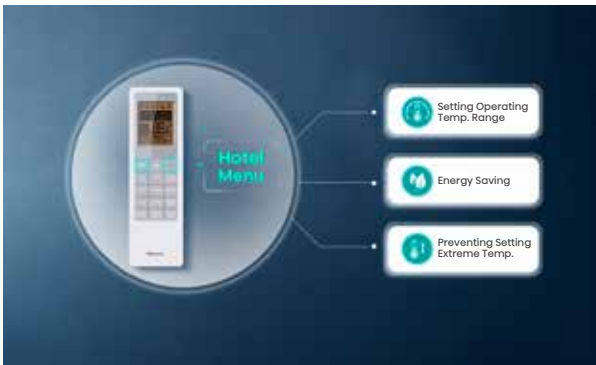 Hotel
Menu
Setting Operating
Temp. Range
Energy Saving
Preventing Setting
Extreme Temp.